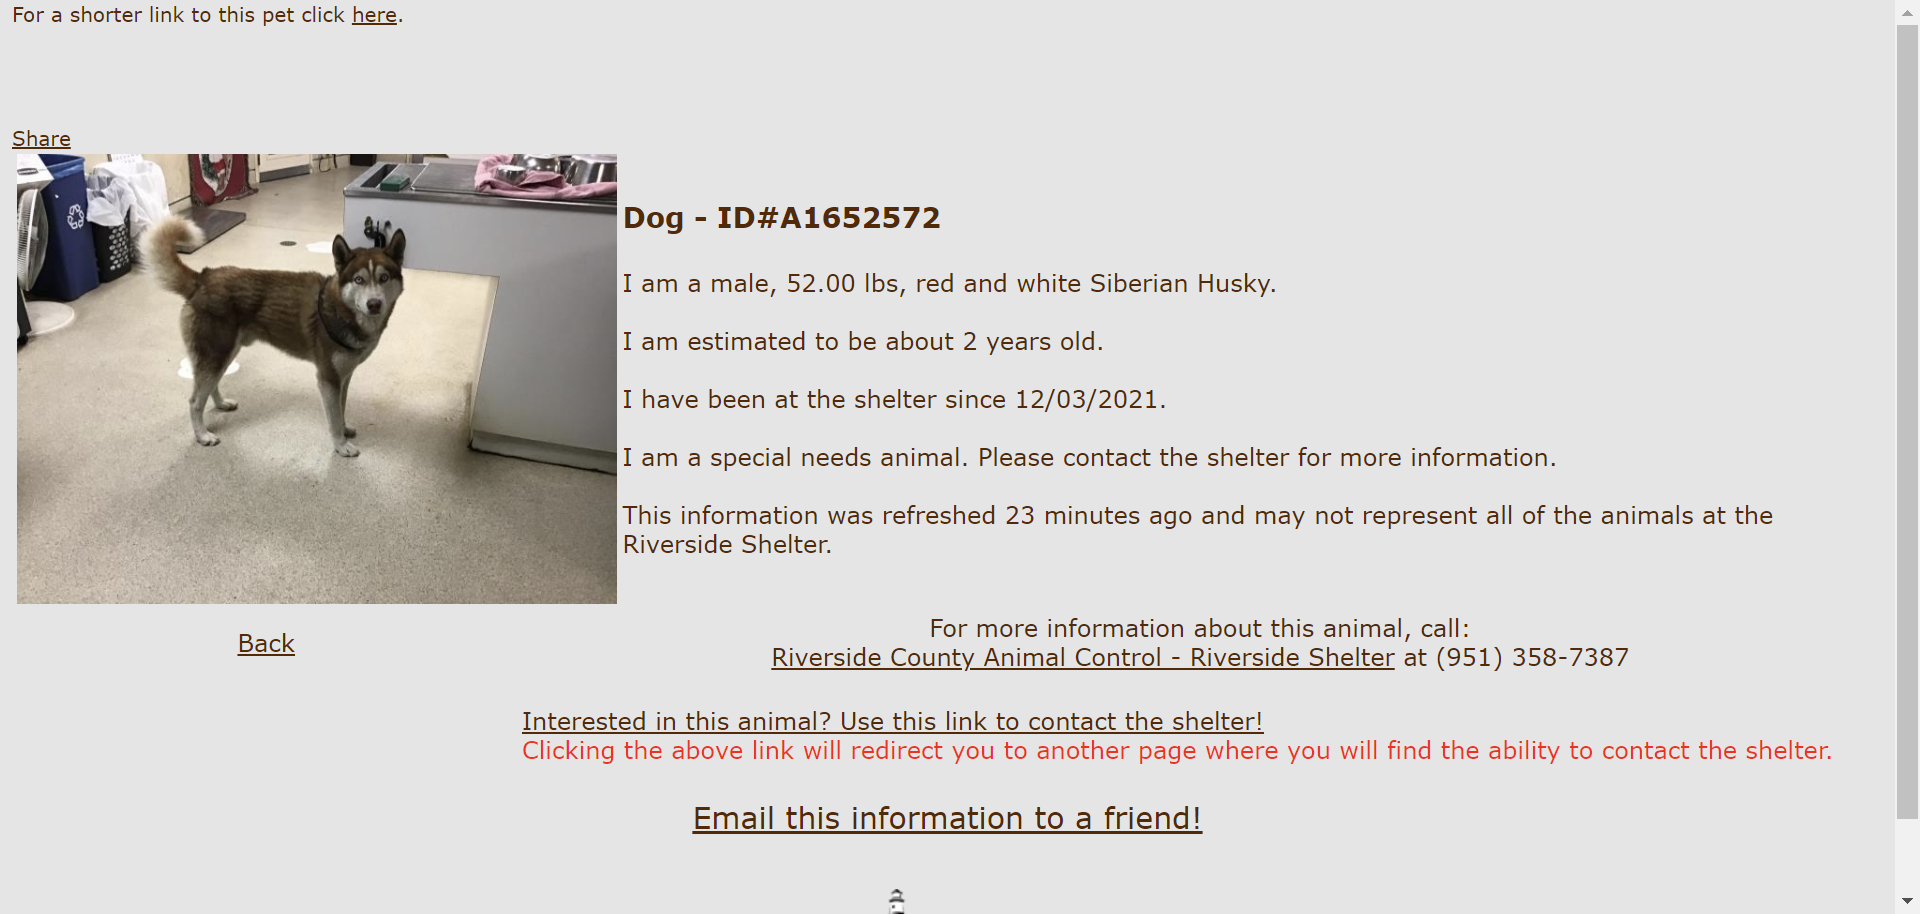 For a shorter link to this pet click here.
Share
Dog - ID#A1652572
I am a male, 52.00 lbs, red and white Siberian Husky.
I am estimated to be about 2 years old.
I have been at the shelter since 12/03/2021.
I am a special needs animal. Please contact the shelter for more information.
This information was refreshed 23 minutes ago and may not represent all of the animals at the
Riverside Shelter.
Back
For more information about this animal, call:
Riverside County Animal Control - Riverside Shelter at (951) 358-7387
Interested in this animal? Use this link to contact the shelter!
Clicking the above link will redirect you to another page where you will find the ability to contact the shelter.
Email this information to a friend!